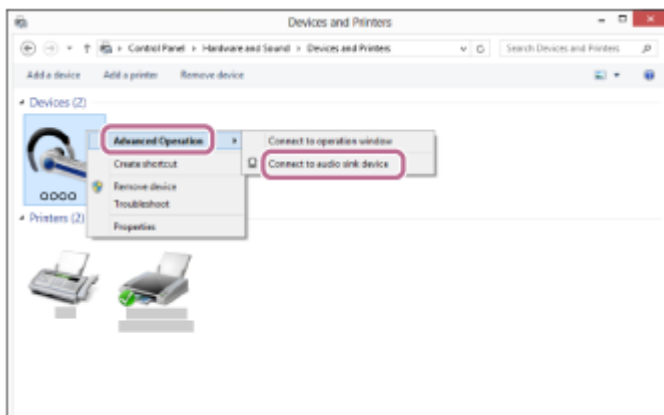 Devices and Printers
Control Panel ▸ Hardware and Sound ▸ Devices and Printers
Search Devices and Printers
Add a device Add a printer Remove device
Devices (2)
Advanced Operation
Connect to operation window
Create shortcut
Connect to audio sink device
Remove device
Troubleshoot
Properties
OOOO
Printers (2)